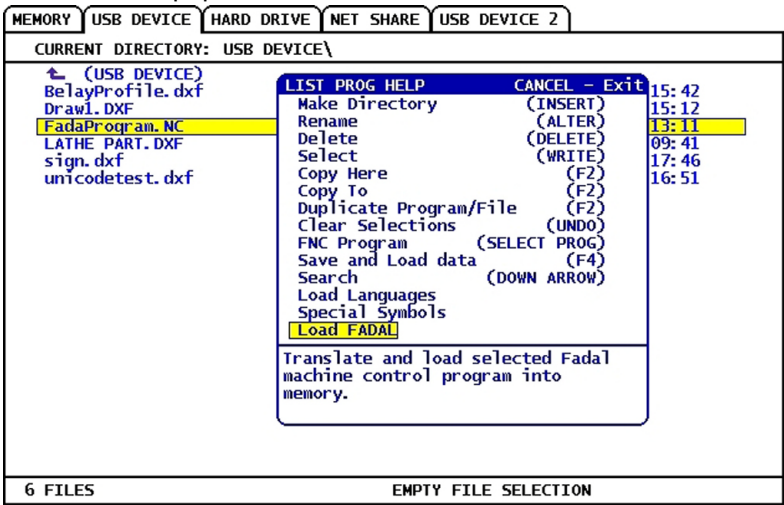 MEMORY USB DEVICE HARD DRIVE NET SHARE USB DEVICE 2
CURRENT DIRECTORY: USB DEVICE\
(USB DEVICE)
BelayProfile.dxf 15:42
Draw1.DXF 15:12
FadaProgram.NC 13:11
LATHE PART.DXF 09:41
sign.dxf 17:46
unicodetest.dxf 16:51
LIST PROG HELP CANCEL - Exit
Make Directory (INSERT)
Rename (ALTER)
Delete (DELETE)
Select (WRITE)
Copy Here (F2)
Copy To (F2)
Duplicate Program/File (F2)
Clear Selections (UNDO)
FNC Program (SELECT PROG)
Save and Load data (F4)
Search (DOWN ARROW)
Load Languages
Special Symbols
Load FADAL
Translate and load selected Fadal
machine control program into
memory.
6 FILES EMPTY FILE SELECTION